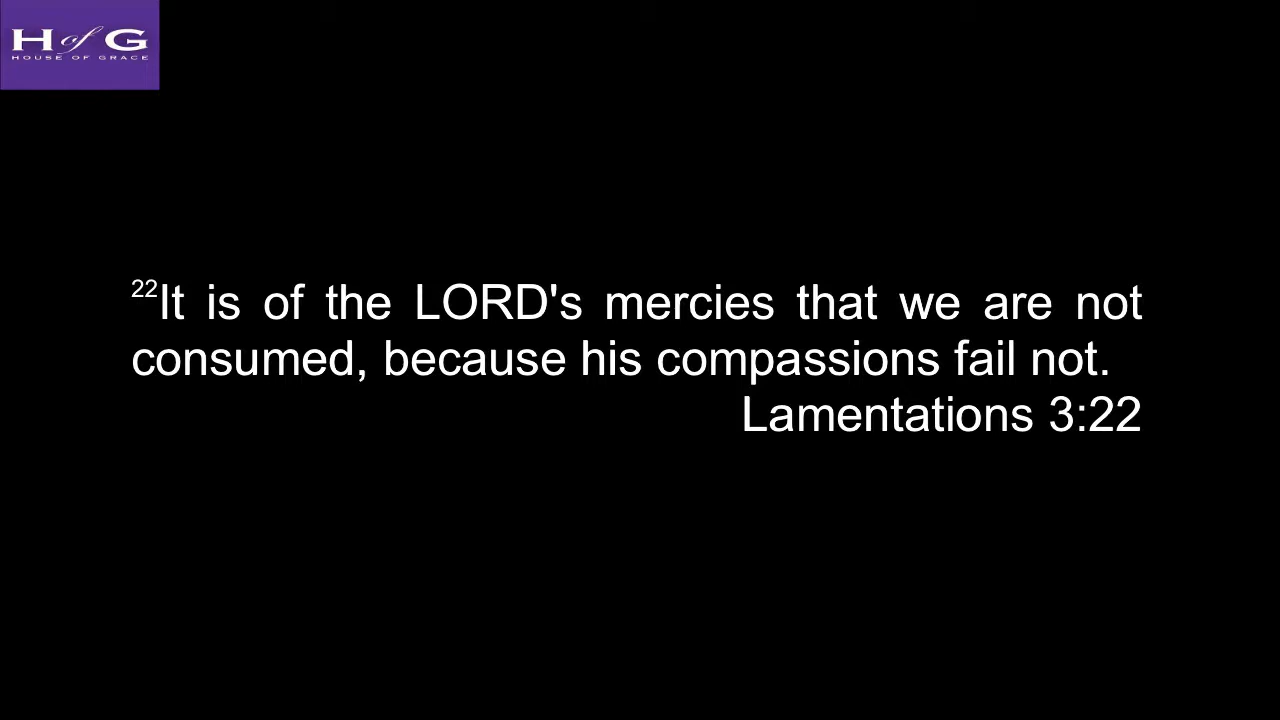 H of G
HOUSE OF GRACE
22It is of the LORD's mercies that we are not
consumed, because his compassions fail not.
Lamentations 3:22